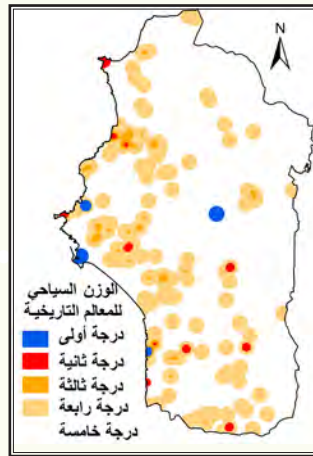 N
الوزن السياحي
للمعالم التاريخية
درجة أولى
درجة ثانية
درجة ثالثة
درجة رابعة
درجة خامسة